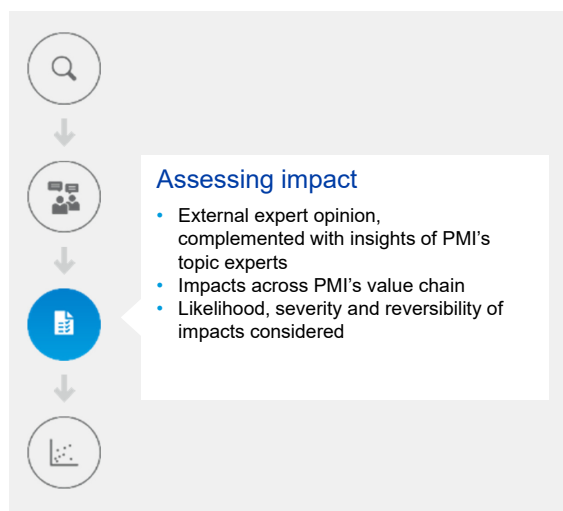 Assessing impact
• External expert opinion,
complemented with insights of PMI's
topic experts
• Impacts across PMI's value chain
• Likelihood, severity and reversibility of
impacts considered